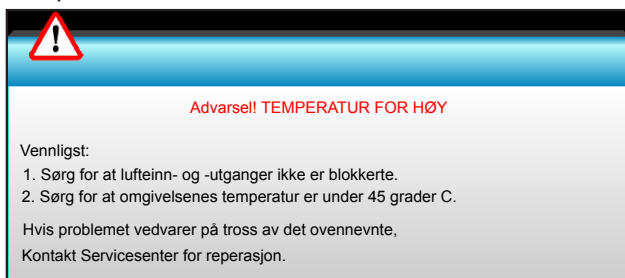 Advarsel! TEMPERATUR FOR HØY
Vennligst:
1. Sørg for at lufteinn- og -utganger ikke er blokkerte.
2. Sørg for at omgivelsenes temperatur er under 45 grader C.
Hvis problemet vedvarer på tross av det ovennevnte,
Kontakt Servicesenter for reperasjon.